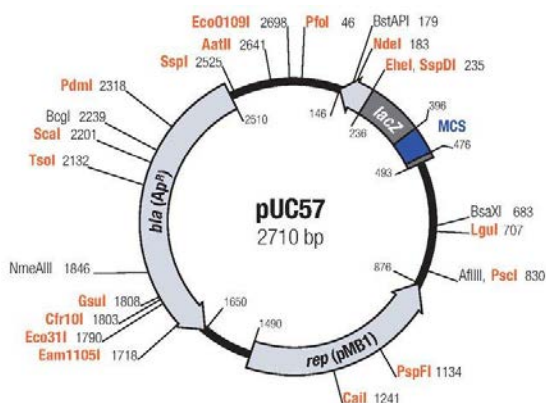 Eco0109I 2698
PfoI 46
BstAPI 179
AatII 2641
NdeI 183
SspI 2525
EheI, SspDI 235
PdmI 2318
BcgI 2239
ScaI 2201
TsoI 2132
2510
146
236
lacZ
396
MCS
476
493
bla (ApR)
pUC57
2710 bp
BsaXI 683
LguI 707
NmeAIII 1846
876
AflIII, PscI 830
GsuI 1808
Cfr10I 1803
Eco31I 1790
Eam1105I 1718
1650
1490
rep (pMB1)
PspFI 1134
CaiI 1241